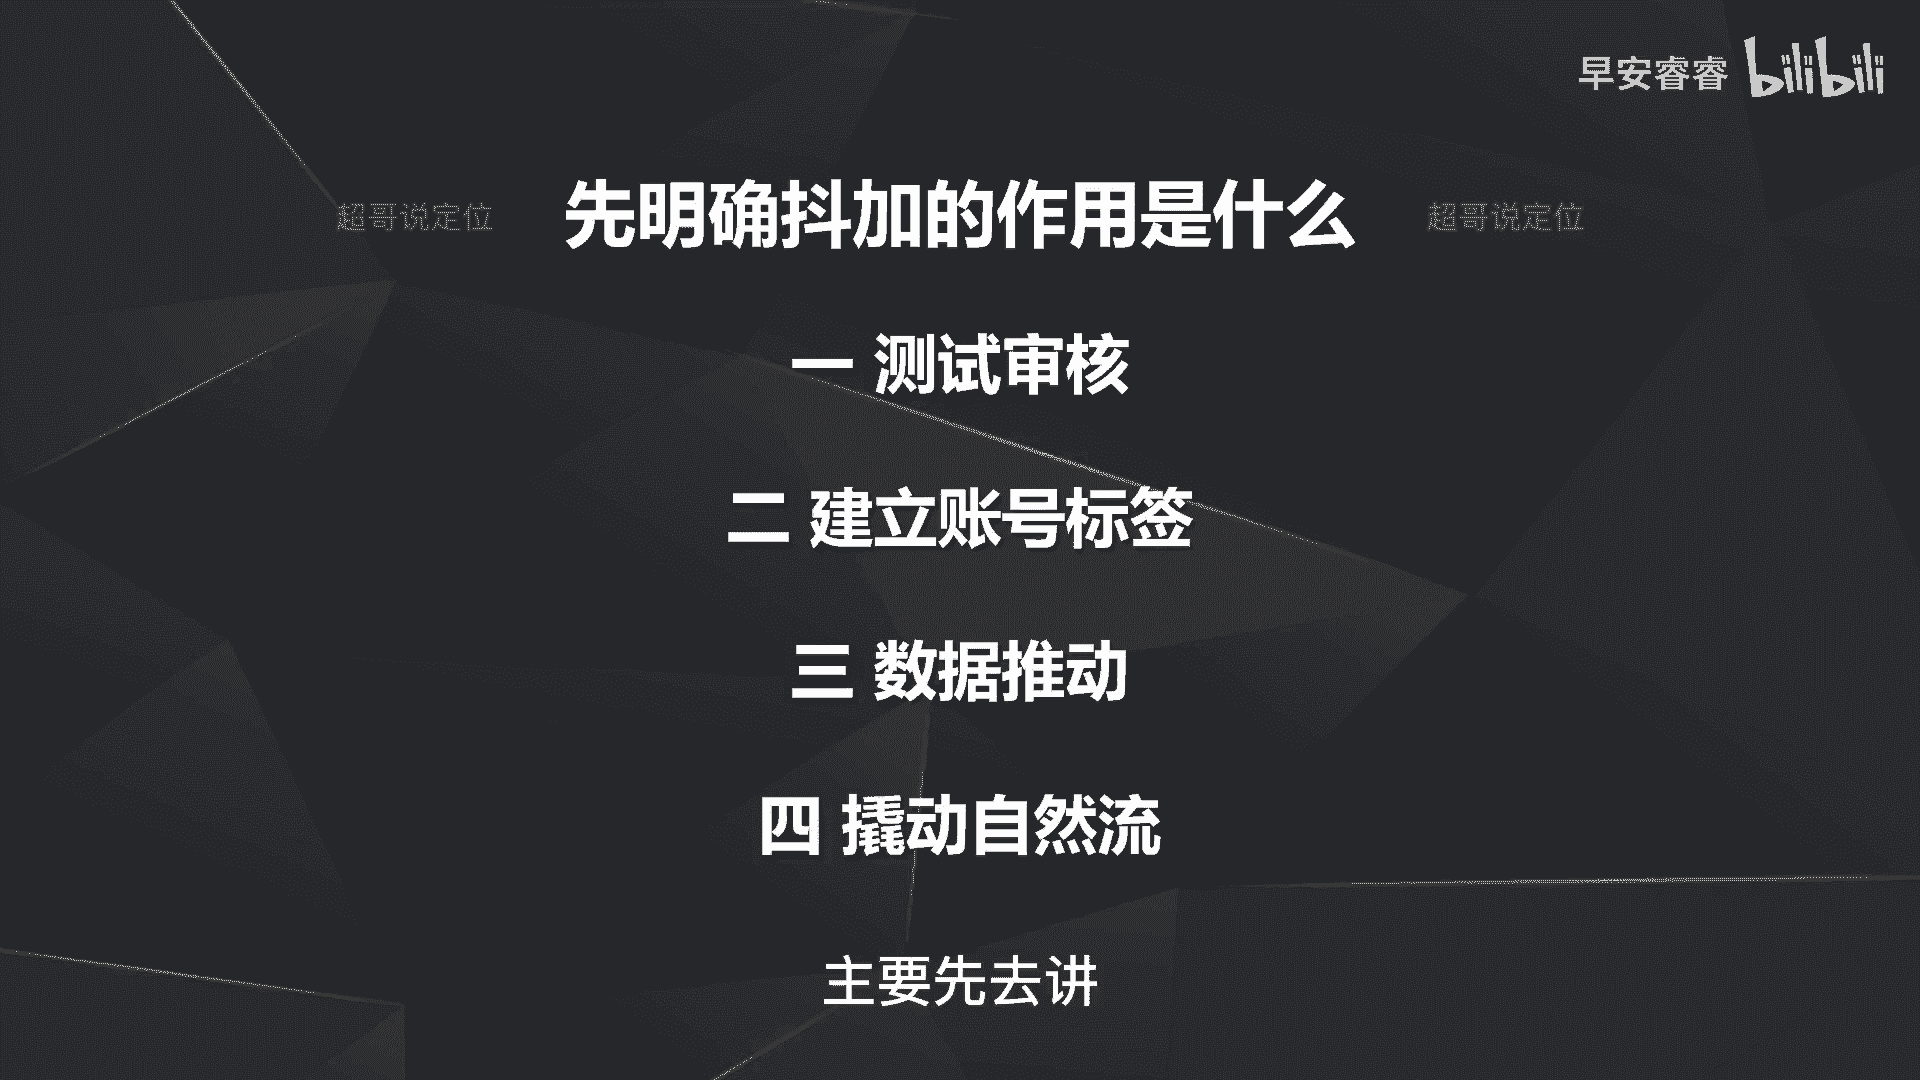 早安睿睿 bilibili
超哥说定位 先明确抖加的作用是什么 超哥说定位
一 测试审核
二 建立账号标签
三 数据推动
四 撬动自然流
主要先去讲